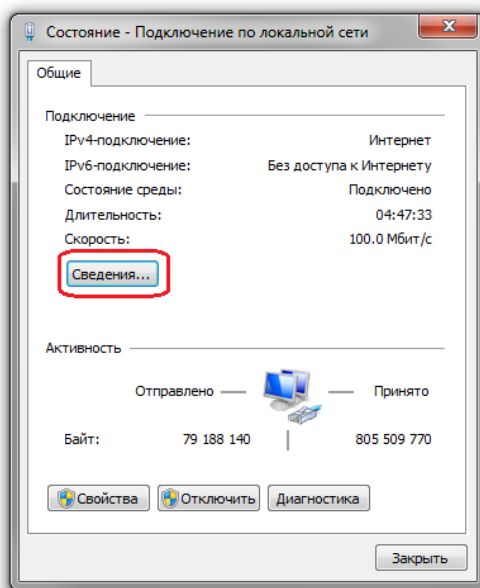 Состояние - Подключение по локальной сети
Общие
Подключение
IPv4-подключение: Интернет
IPv6-подключение: Без доступа к Интернету
Состояние среды: Подключено
Длительность: 04:47:33
Скорость: 100.0 Мбит/с
Сведения...
Активность
Отправлено — — Принято
Байт: 79 188 140 | 805 509 770
Свойства Отключить Диагностика
Закрыть